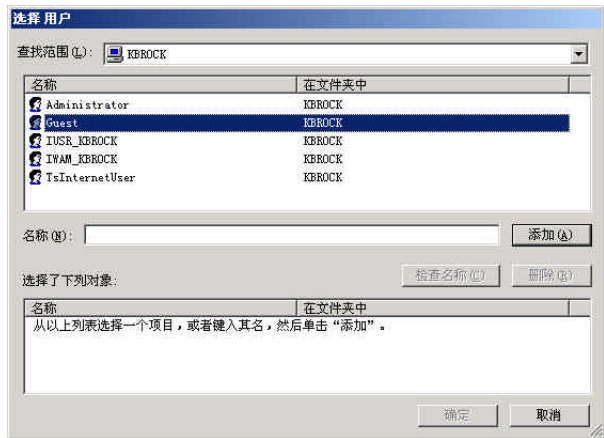 选择 用户
查找范围(L): KBROCK
名称 在文件夹中
Administrator KBROCK
Guest KBROCK
IUSR_KBROCK KBROCK
IWAM_KBROCK KBROCK
TsInternetUser KBROCK
名称(N): 添加(A)
选择了下列对象: 检查名称(C) 删除(R)
名称 在文件夹中
从以上列表选择一个项目，或者键入其名，然后单击“添加”。
确定 取消